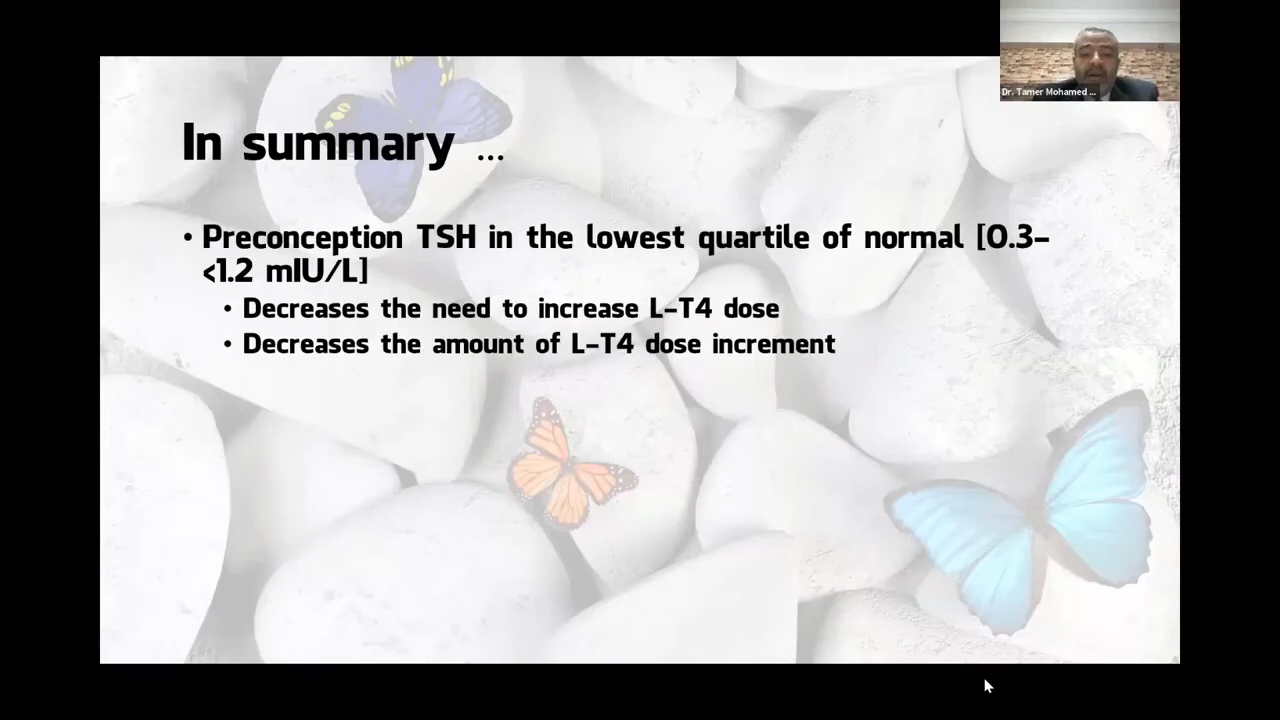 Dr. Tamer Mohamed ...
In summary ...
• Preconception TSH in the lowest quartile of normal [0.3–
<1.2 mIU/L]
• Decreases the need to increase L–T4 dose
• Decreases the amount of L–T4 dose increment